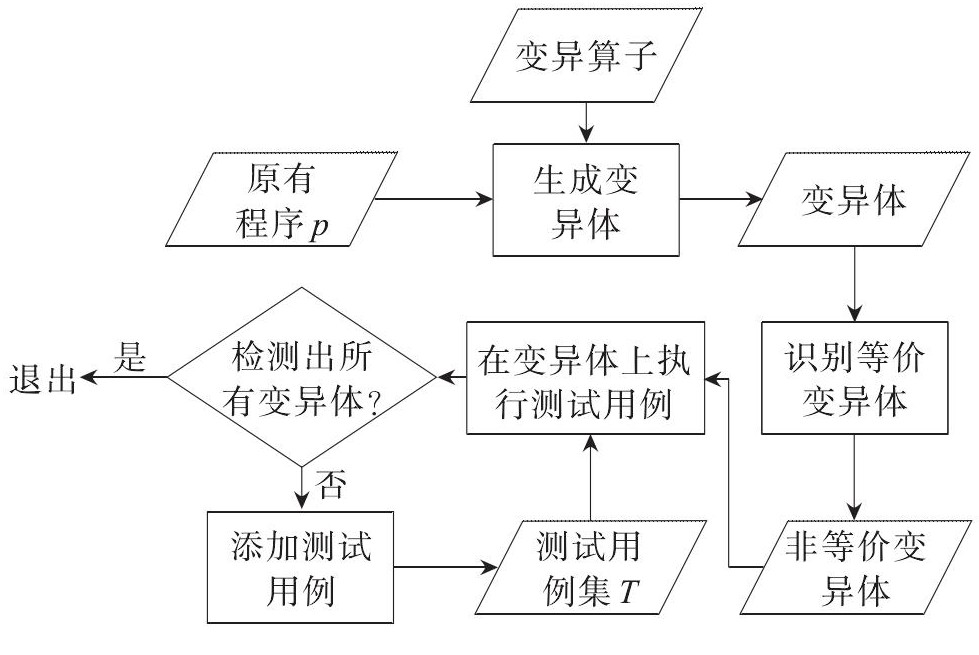 变异算子
原有
程序p
生成变
异体
变异体
识别等价
变异体
非等价变
异体
在变异体上执
行测试用例
检测出所
有变异体?
是
退出
否
添加测试
用例
测试用
例集T